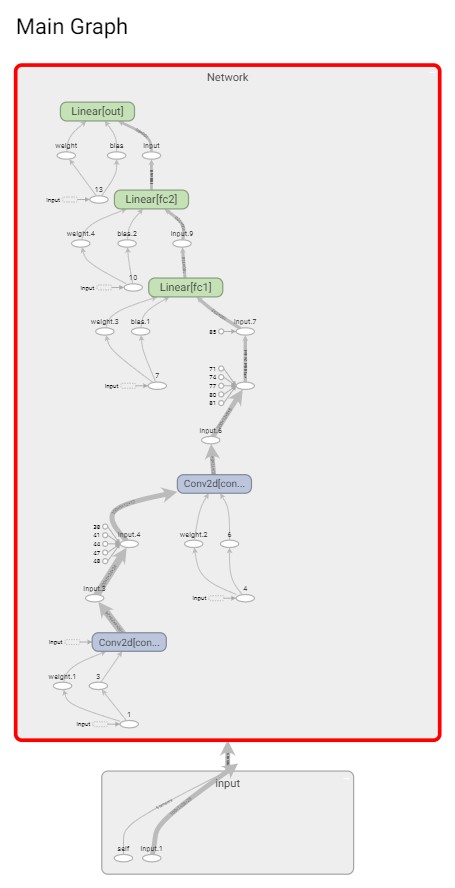 Main Graph
Network
Linear[out]
weight bias input
13
input
Linear[fc2]
weight.4 bias.2 input.9
10
input
Linear[fc1]
weight.3 bias.1 input.7
85
71
74
77
80
81
7
input
input.6
Conv2d[con...
38
41
44
47
48
input.4 weight.2 6
input.3
input 4
input
Conv2d[con...
weight.1 3
1
input
input
self input.1